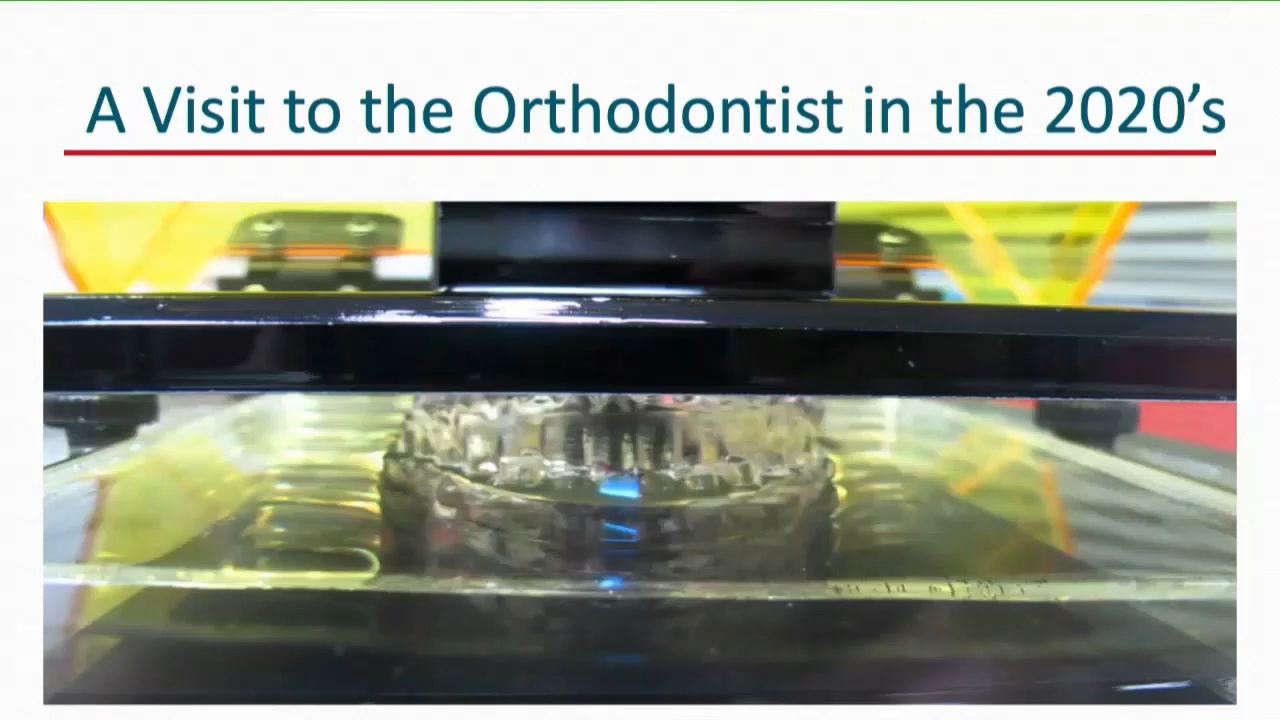 A Visit to the Orthodontist in the 2020’s